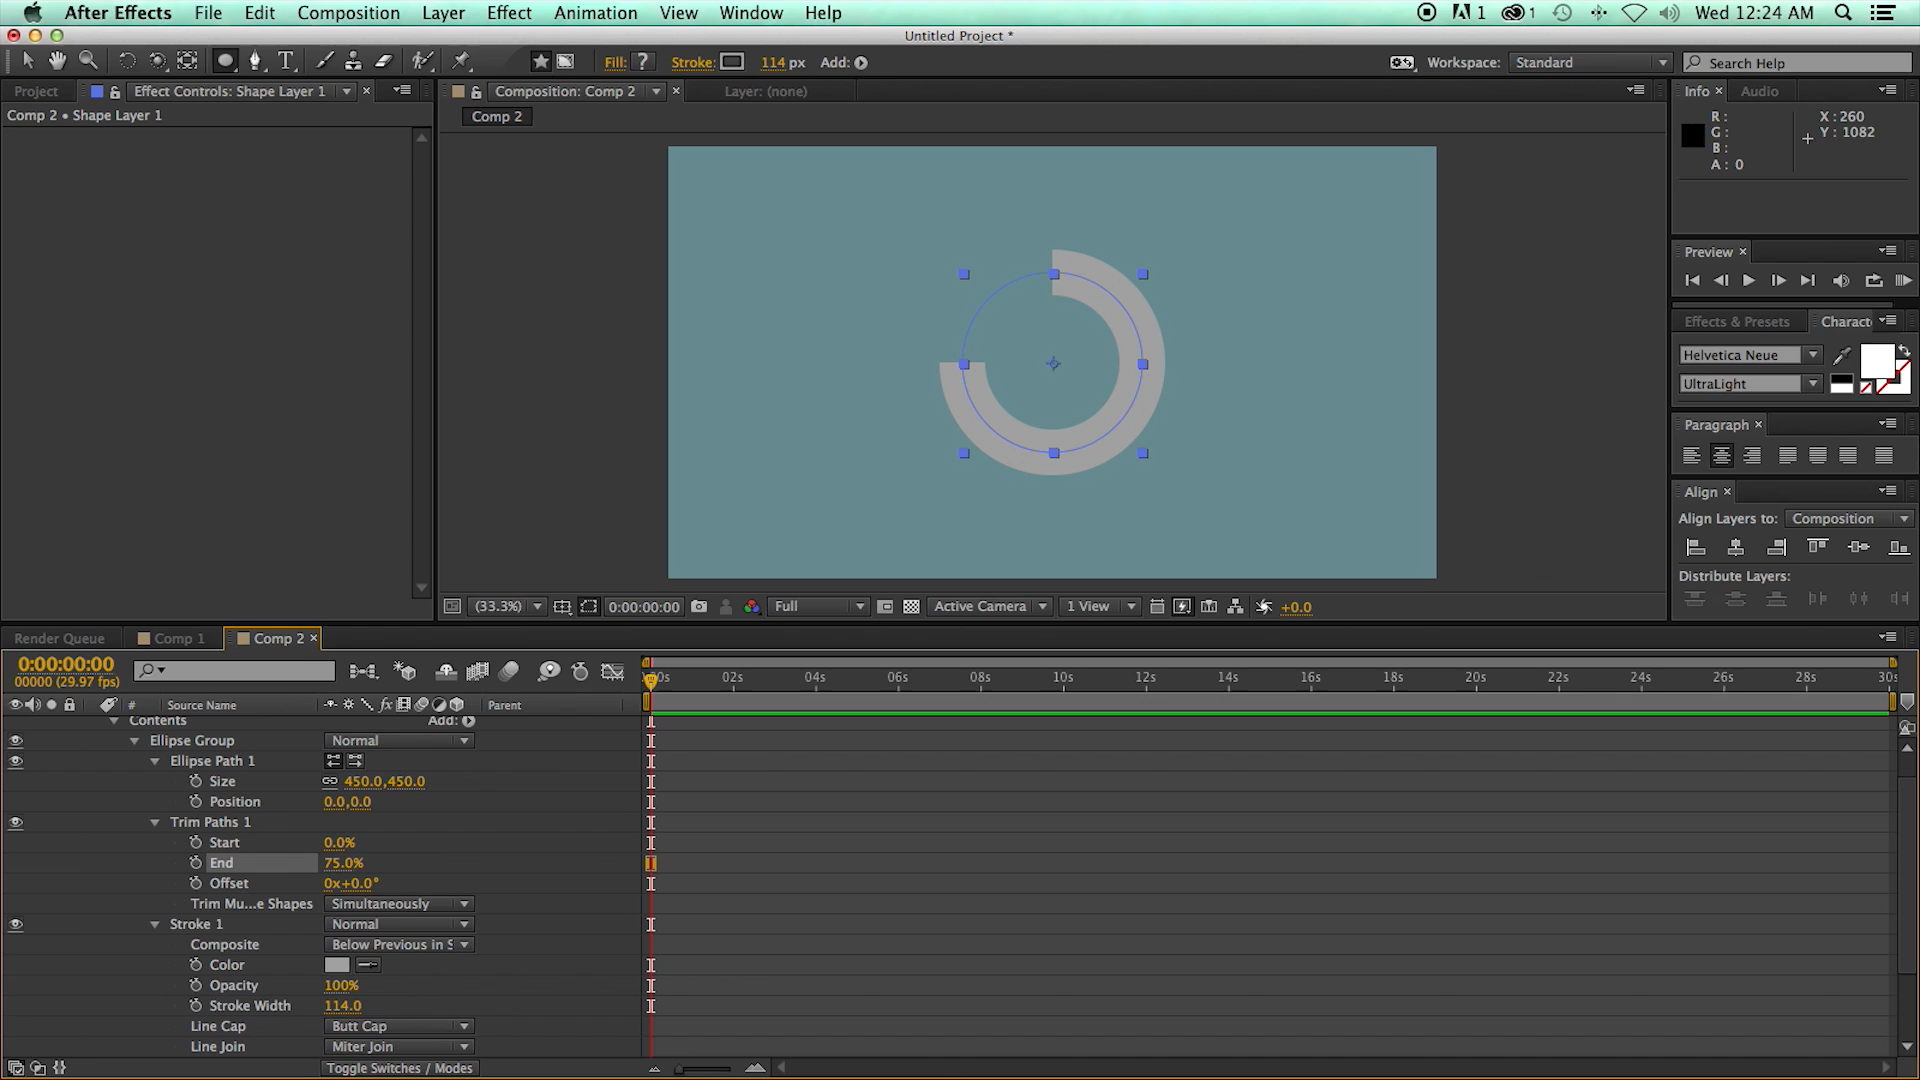 After Effects File Edit Composition Layer Effect Animation View Window Help 1 1 Wed 12:24 AM
Untitled Project *
Fill: ? Stroke: 114 px Add: Workspace: Standard Search Help
Project Effect Controls: Shape Layer 1 × Composition: Comp 2 × Layer: (none) Info × Audio
Comp 2 • Shape Layer 1
Comp 2
R :
G :
B :
A : 0
X : 260
Y : 1082
Preview ×
Effects & Presets Charact
Helvetica Neue
UltraLight
Paragraph ×
Align ×
Align Layers to: Composition
Distribute Layers:
(33.3%) 0:00:00:00 Full Active Camera 1 View +0.0
Render Queue Comp 1 Comp 2 ×
0:00:00:00
00000 (29.97 fps)
02s 04s 06s 08s 10s 12s 14s 16s 18s 20s 22s 24s 26s 28s 30s
# Source Name fx Parent
Contents Add:
Ellipse Group Normal
Ellipse Path 1
Size 450.0,450.0
Position 0.0,0.0
Trim Paths 1
Start 0.0%
End 75.0%
Offset 0x+0.0°
Trim Mu...e Shapes Simultaneously
Stroke 1 Normal
Composite Below Previous in S
Color
Opacity 100%
Stroke Width 114.0
Line Cap Butt Cap
Line Join Miter Join
Toggle Switches / Modes